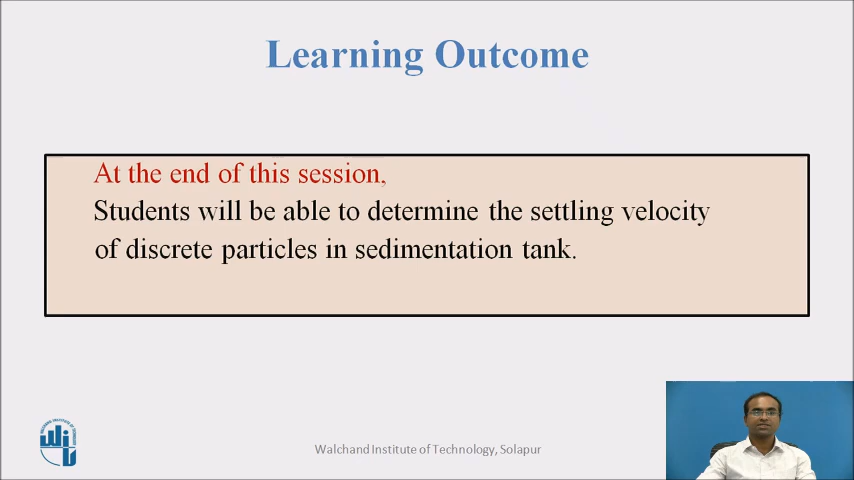 Learning Outcome
At the end of this session,
Students will be able to determine the settling velocity
of discrete particles in sedimentation tank.
Walchand Institute of Technology, Solapur